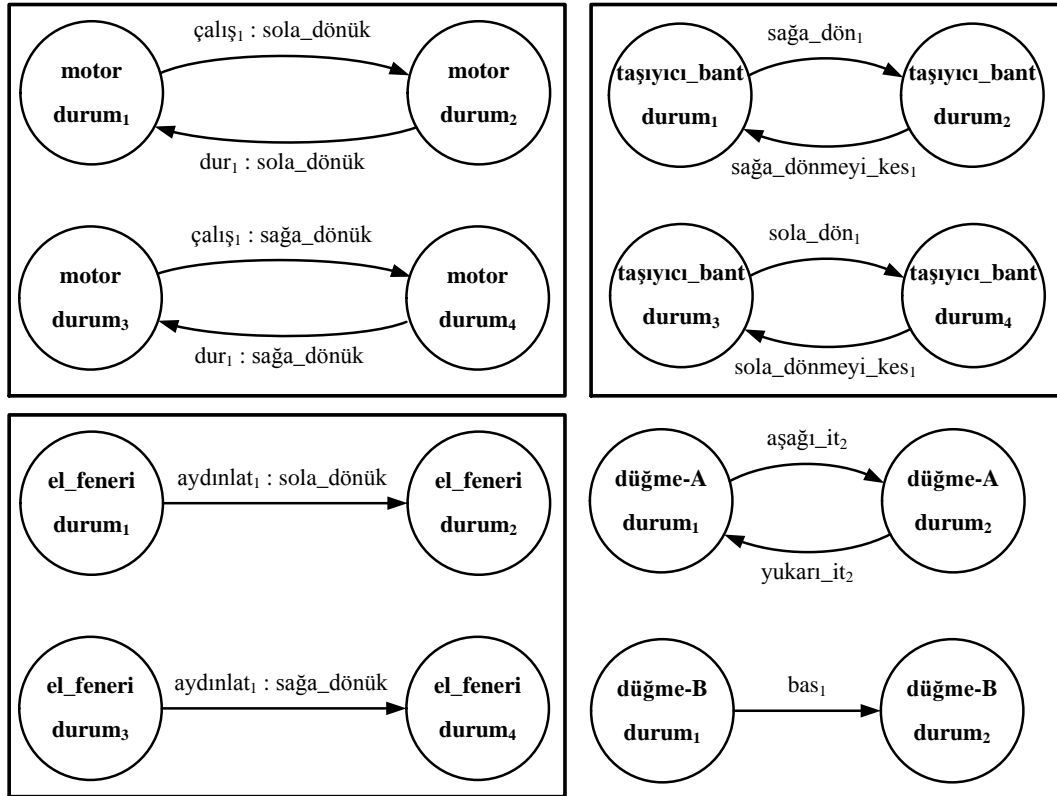 çalış₁ : sola_dönük
motor
durum₁
motor
durum₂
dur₁ : sola_dönük
çalış₁ : sağa_dönük
motor
durum₃
motor
durum₄
dur₁ : sağa_dönük
sağa_dön₁
taşıyıcı_bant
durum₁
taşıyıcı_bant
durum₂
sağa_dönmeyi_kes₁
sola_dön₁
taşıyıcı_bant
durum₃
taşıyıcı_bant
durum₄
sola_dönmeyi_kes₁
aydınlat₁ : sola_dönük
el_feneri
durum₁
el_feneri
durum₂
aydınlat₁ : sağa_dönük
el_feneri
durum₃
el_feneri
durum₄
aşağı_it₂
düğme-A
durum₁
düğme-A
durum₂
yukarı_it₂
bas₁
düğme-B
durum₁
düğme-B
durum₂